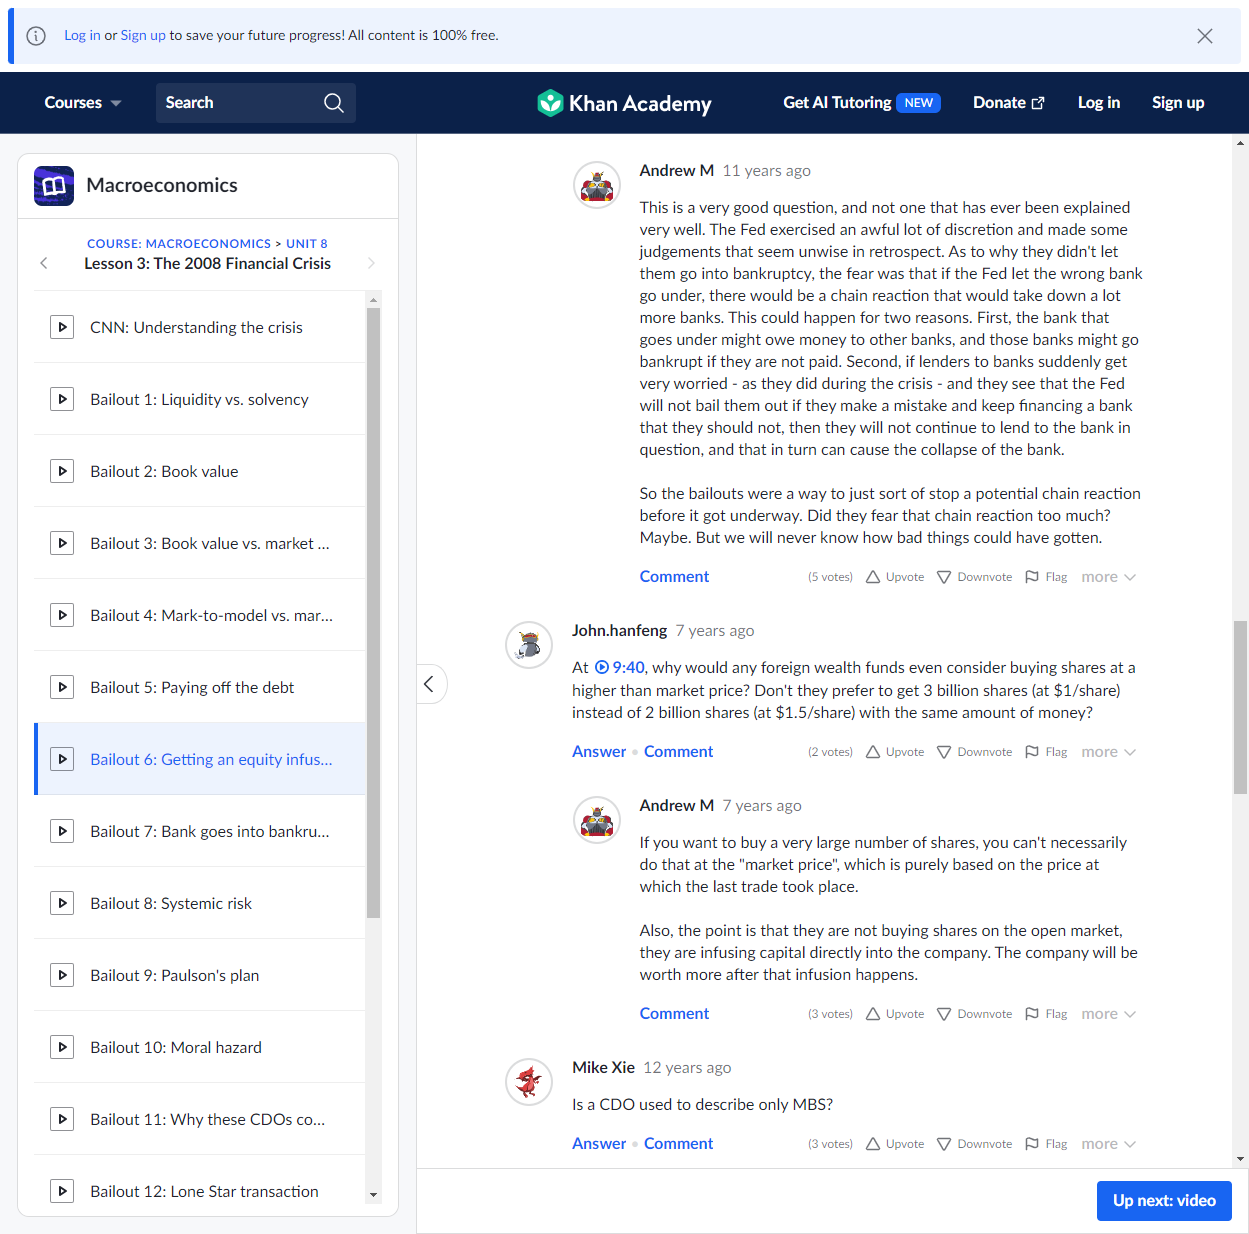 Log in or Sign up to save your future progress! All content is 100% free.
Courses
Search
Khan Academy
Get AI Tutoring NEW
Donate
Log in
Sign up
Macroeconomics
COURSE: MACROECONOMICS > UNIT 8
Lesson 3: The 2008 Financial Crisis
CNN: Understanding the crisis
Bailout 1: Liquidity vs. solvency
Bailout 2: Book value
Bailout 3: Book value vs. market ...
Bailout 4: Mark-to-model vs. mar...
Bailout 5: Paying off the debt
Bailout 6: Getting an equity infus...
Bailout 7: Bank goes into bankru...
Bailout 8: Systemic risk
Bailout 9: Paulson's plan
Bailout 10: Moral hazard
Bailout 11: Why these CDOs co...
Bailout 12: Lone Star transaction
Andrew M 11 years ago
This is a very good question, and not one that has ever been explained
very well. The Fed exercised an awful lot of discretion and made some
judgements that seem unwise in retrospect. As to why they didn't let
them go into bankruptcy, the fear was that if the Fed let the wrong bank
go under, there would be a chain reaction that would take down a lot
more banks. This could happen for two reasons. First, the bank that
goes under might owe money to other banks, and those banks might go
bankrupt if they are not paid. Second, if lenders to banks suddenly get
very worried - as they did during the crisis - and they see that the Fed
will not bail them out if they make a mistake and keep financing a bank
that they should not, then they will not continue to lend to the bank in
question, and that in turn can cause the collapse of the bank.
So the bailouts were a way to just sort of stop a potential chain reaction
before it got underway. Did they fear that chain reaction too much?
Maybe. But we will never know how bad things could have gotten.
Comment (5 votes) Upvote Downvote Flag more
John.hanfeng 7 years ago
At 9:40, why would any foreign wealth funds even consider buying shares at a
higher than market price? Don't they prefer to get 3 billion shares (at $1/share)
instead of 2 billion shares (at $1.5/share) with the same amount of money?
Answer • Comment (2 votes) Upvote Downvote Flag more
Andrew M 7 years ago
If you want to buy a very large number of shares, you can't necessarily
do that at the "market price", which is purely based on the price at
which the last trade took place.
Also, the point is that they are not buying shares on the open market,
they are infusing capital directly into the company. The company will be
worth more after that infusion happens.
Comment (3 votes) Upvote Downvote Flag more
Mike Xie 12 years ago
Is a CDO used to describe only MBS?
Answer • Comment (3 votes) Upvote Downvote Flag more
Up next: video